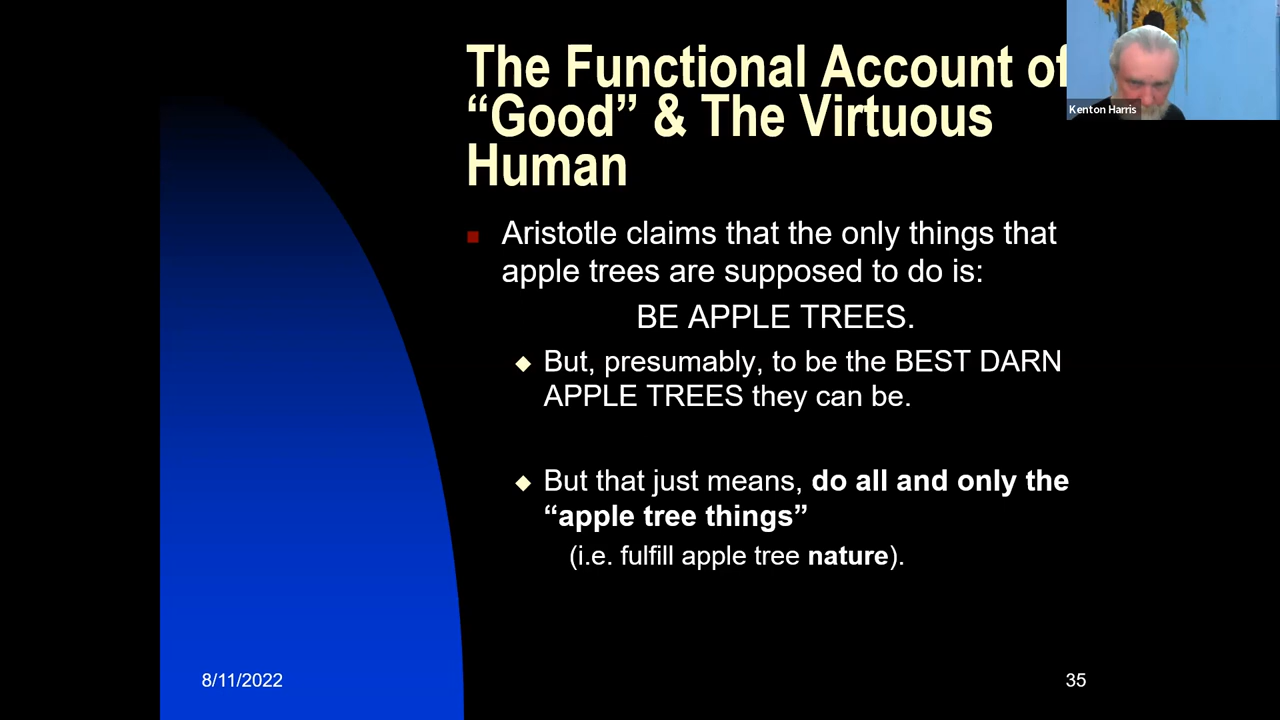 The Functional Account of
“Good” & The Virtuous
Human
Kenton Harris
Aristotle claims that the only things that
apple trees are supposed to do is:
BE APPLE TREES.
But, presumably, to be the BEST DARN
APPLE TREES they can be.
But that just means, do all and only the
“apple tree things”
(i.e. fulfill apple tree nature).
8/11/2022
35